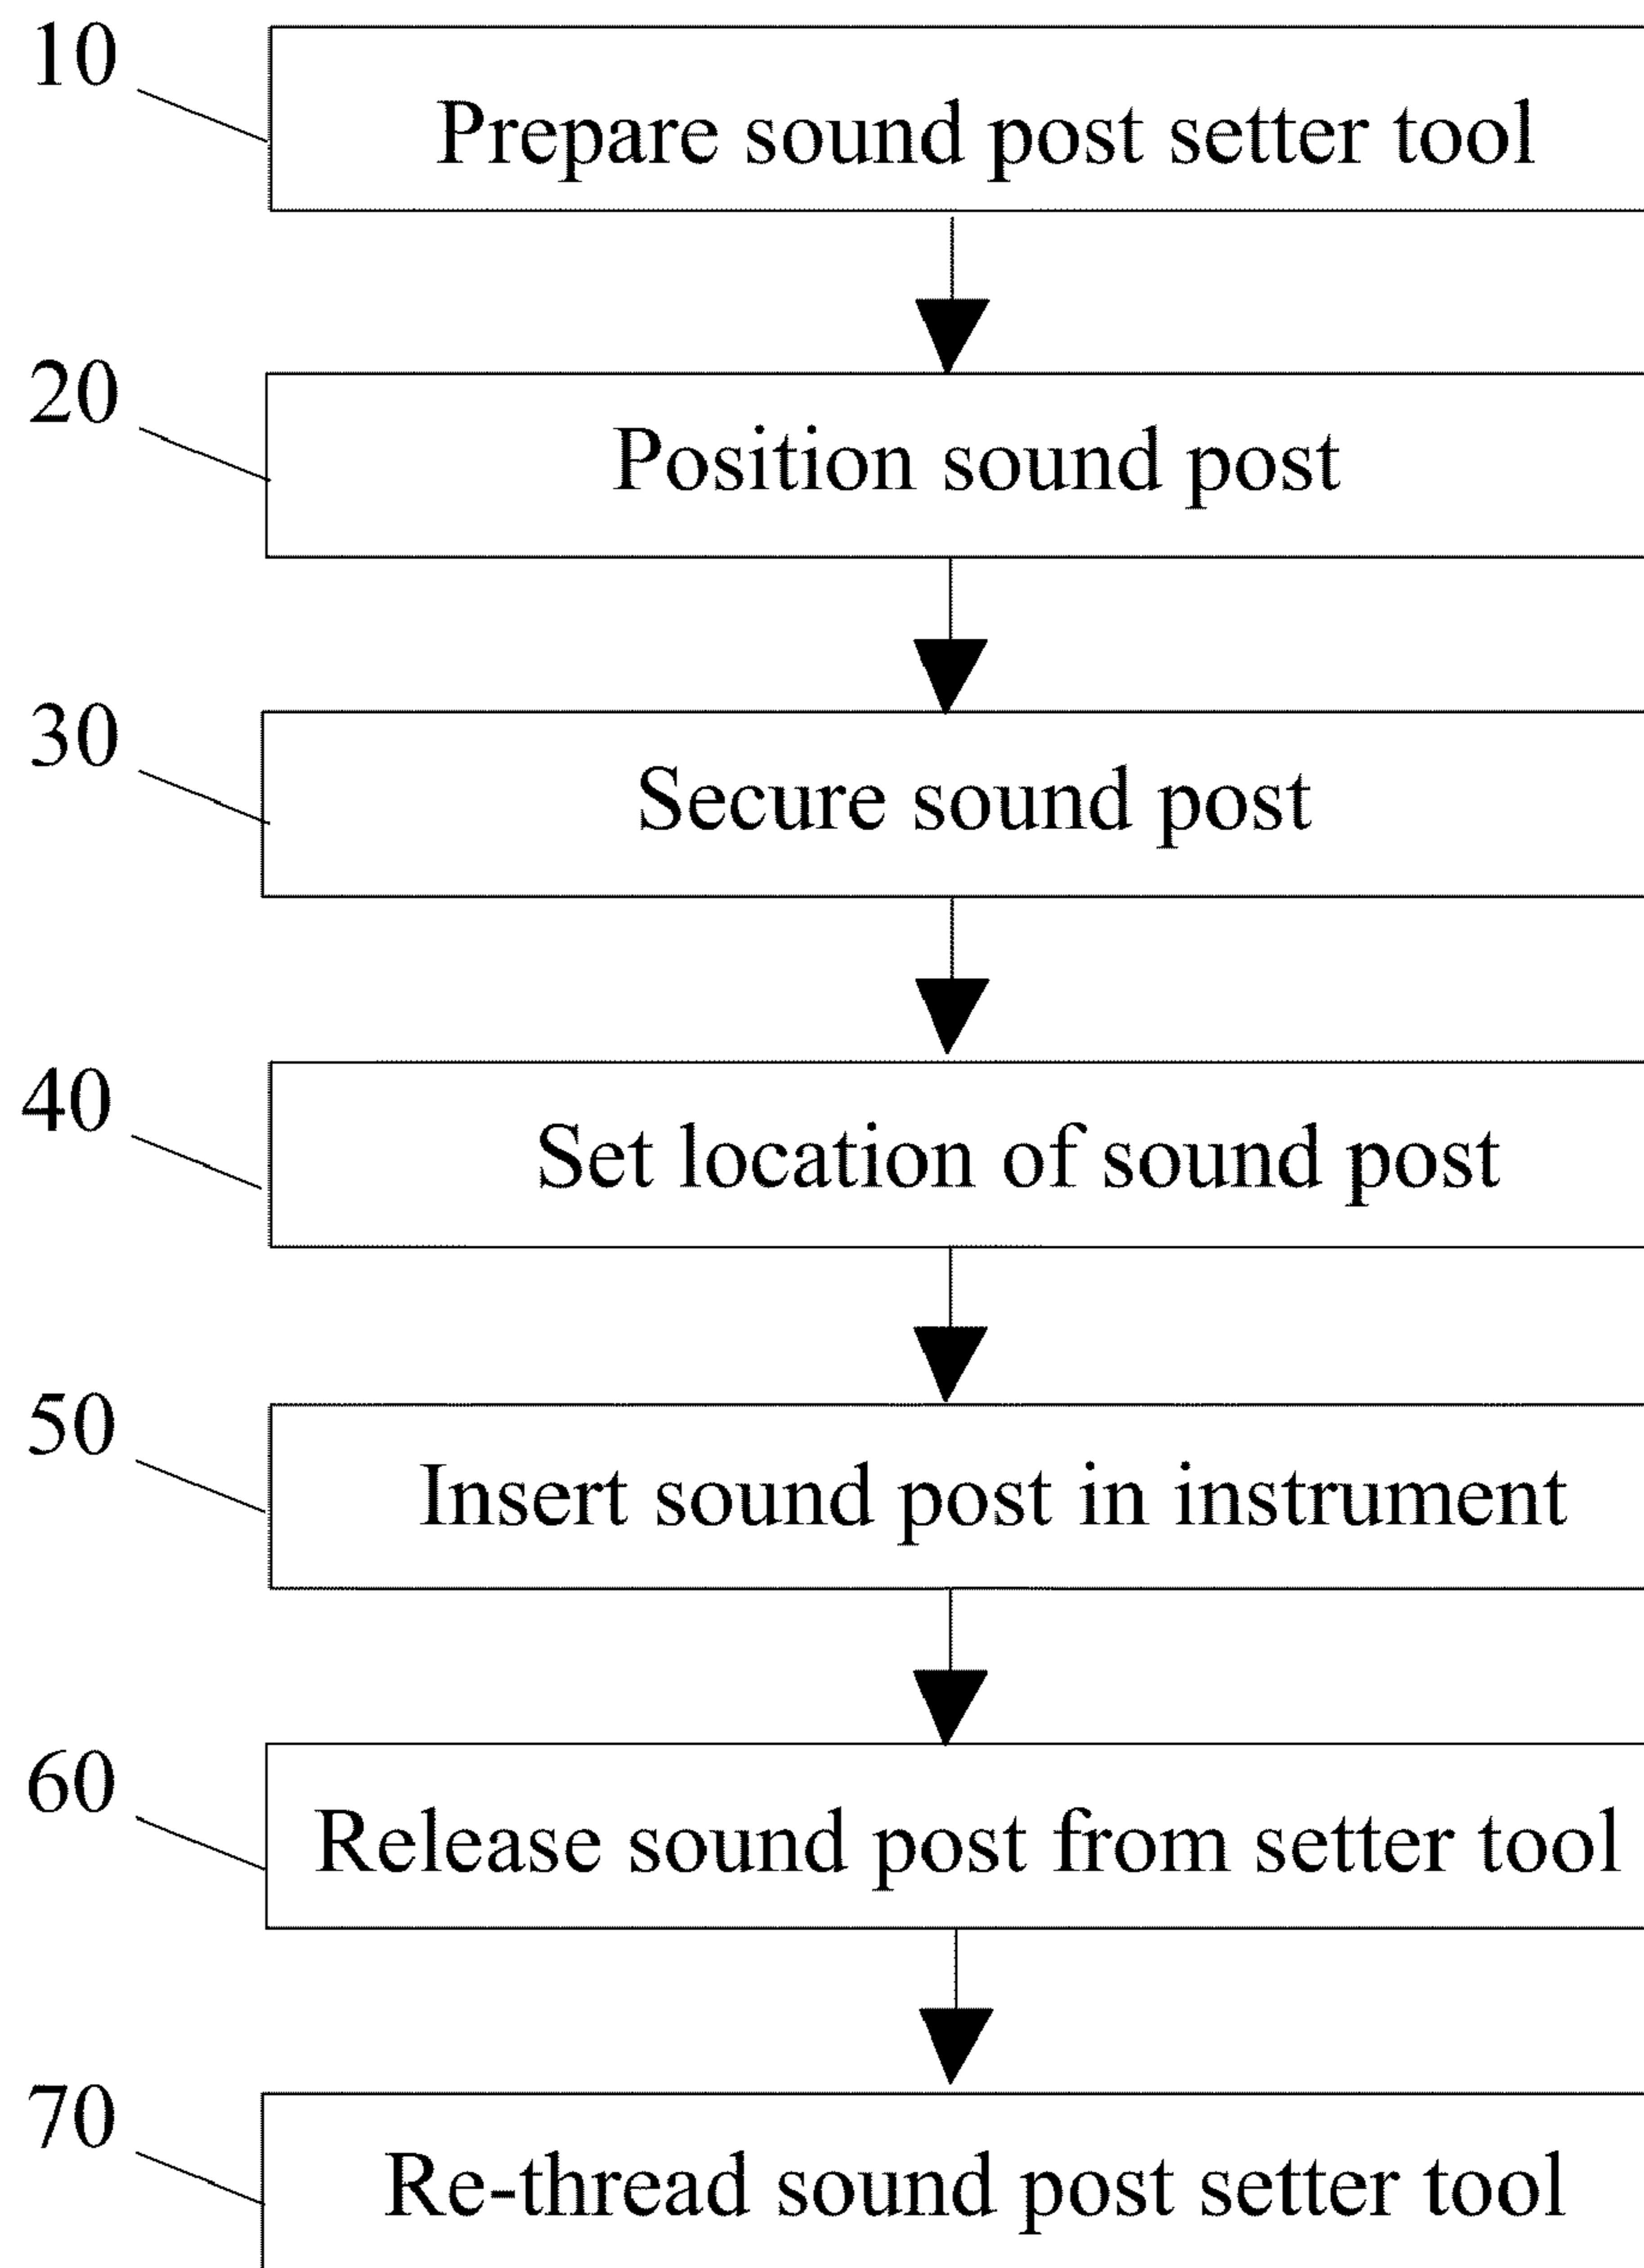 10
Prepare sound post setter tool
20
Position sound post
30
Secure sound post
40
Set location of sound post
50
Insert sound post in instrument
60
Release sound post from setter tool
70
Re-thread sound post setter tool